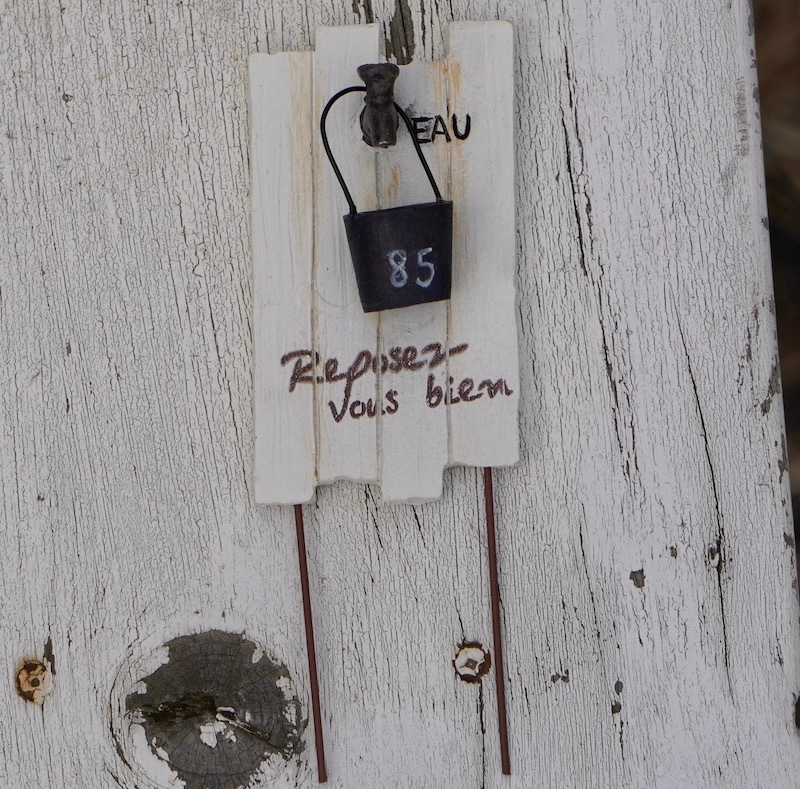 EAU
85
Reposez-
vous bien